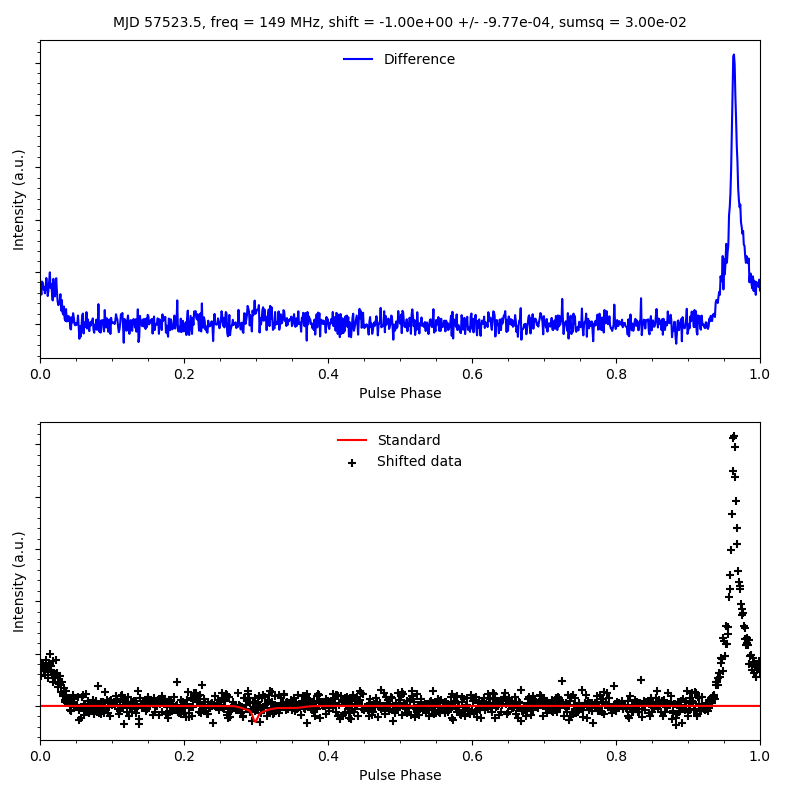 MJD 57523.5, freq = 149 MHz, shift = -1.00e+00 +/- -9.77e-04, sumsq = 3.00e-02
Difference
Intensity (a.u.)
0.0 0.2 0.4 0.6 0.8 1.0
Pulse Phase
Standard
Shifted data
Intensity (a.u.)
0.0 0.2 0.4 0.6 0.8 1.0
Pulse Phase